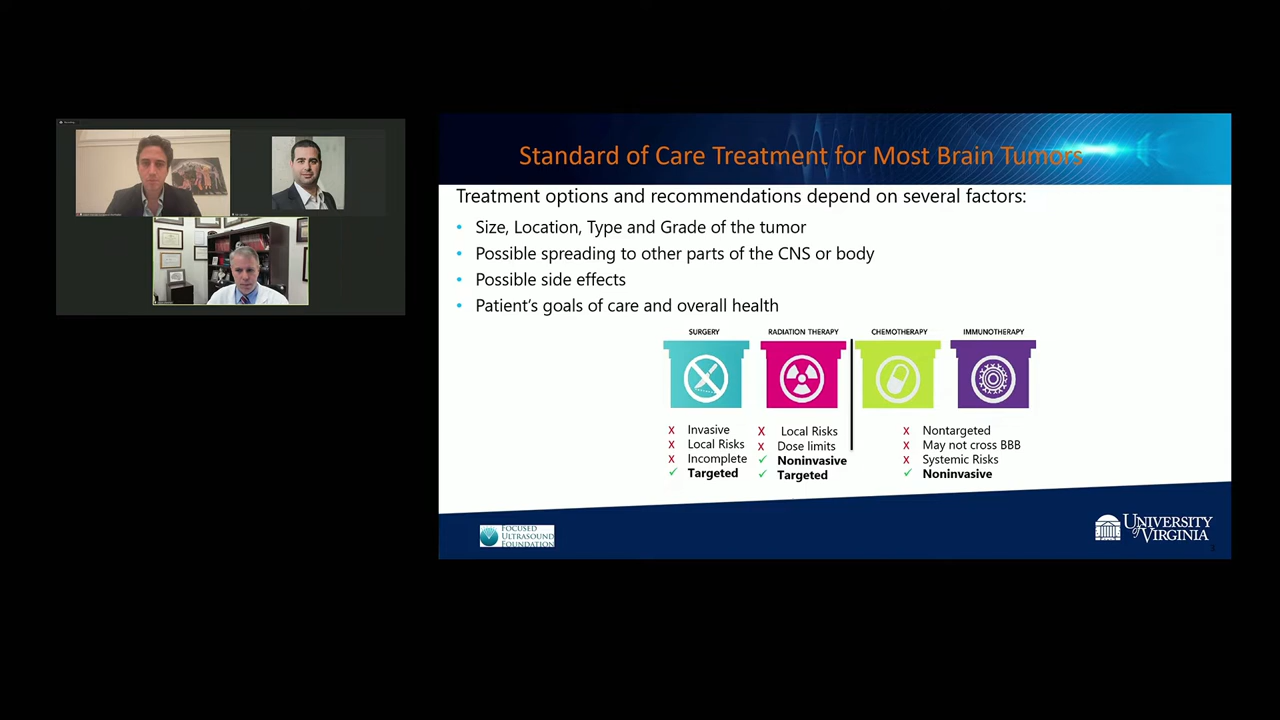 Standard of Care Treatment for Most Brain Tumors
Treatment options and recommendations depend on several factors:
• Size, Location, Type and Grade of the tumor
• Possible spreading to other parts of the CNS or body
• Possible side effects
• Patient's goals of care and overall health
SURGERY
RADIATION THERAPY
CHEMOTHERAPY
IMMUNOTHERAPY
X Invasive
X Local Risks
X Incomplete
✓ Targeted
X Local Risks
X Dose limits
✓ Noninvasive
✓ Targeted
X Nontargeted
X May not cross BBB
X Systemic Risks
✓ Noninvasive
FOCUSED
ULTRASOUND
FOUNDATION
UNIVERSITY
of VIRGINIA